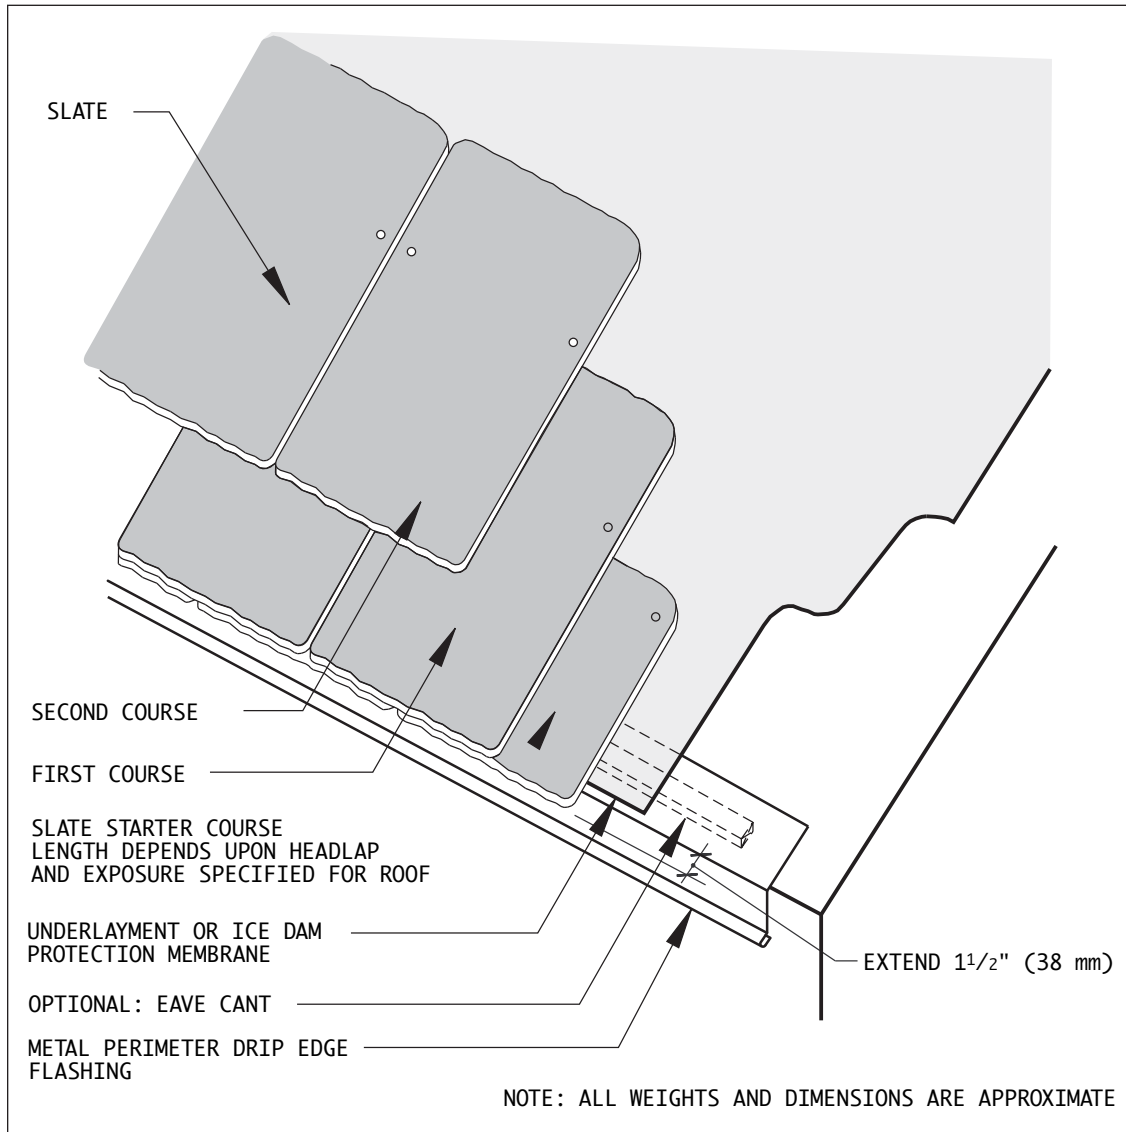 SLATE
SECOND COURSE
FIRST COURSE
SLATE STARTER COURSE
LENGTH DEPENDS UPON HEADLAP
AND EXPOSURE SPECIFIED FOR ROOF
UNDERLAYMENT OR ICE DAM
PROTECTION MEMBRANE
EXTEND 1 1/2" (38 mm)
OPTIONAL: EAVE CANT
METAL PERIMETER DRIP EDGE
FLASHING
NOTE: ALL WEIGHTS AND DIMENSIONS ARE APPROXIMATE